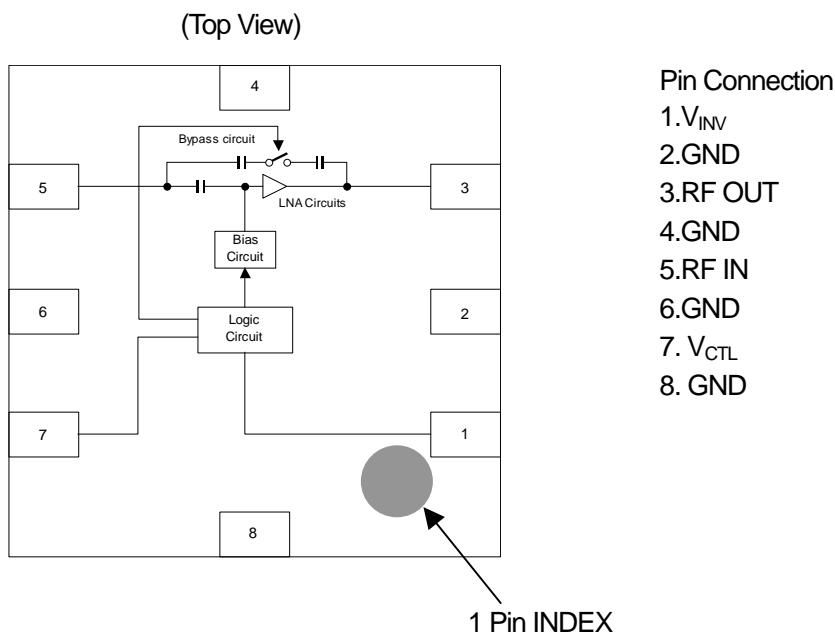 (Top View)
4
Bypass circuit
5
3
LNA Circuits
Bias
Circuit
6
2
Logic
Circuit
7
1
8
1 Pin INDEX
Pin Connection
1.VINV
2.GND
3.RF OUT
4.GND
5.RF IN
6.GND
7. VCTL
8. GND